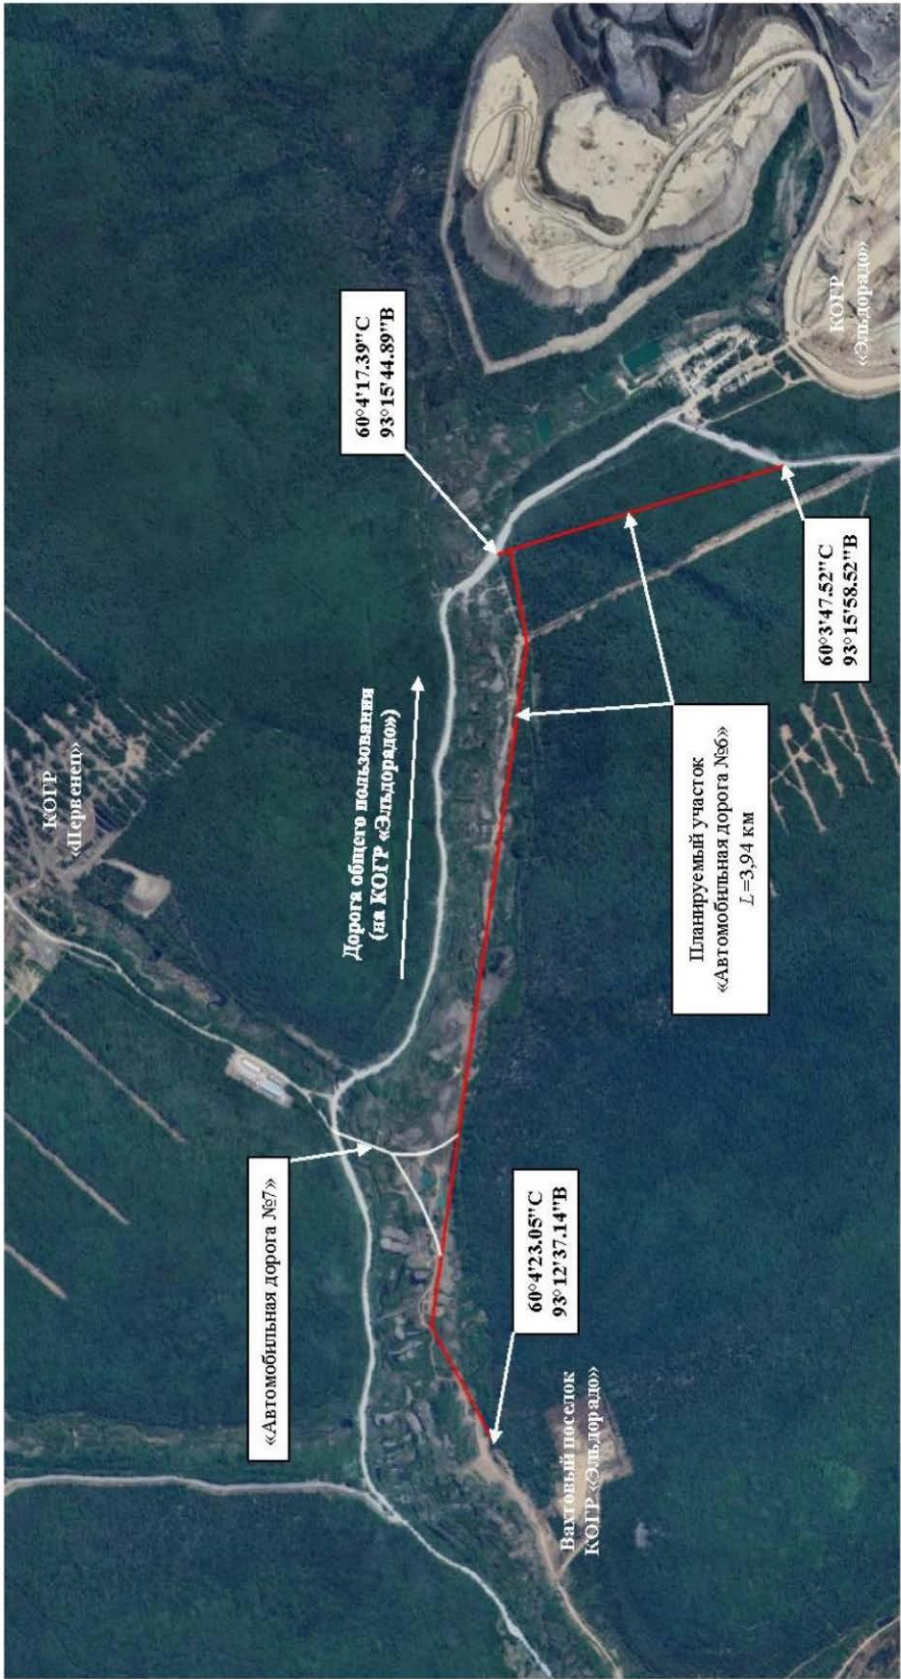 КОГР
«Первенец»
Дорога общего пользования
(на КОГР «Эльдорадо»)
60°4'17.39"С
93°15'44.89"В
КОГР
«Эльдорадо»
«Автомобильная дорога №7»
60°4'23.05"С
93°12'37.14"В
Вахтовый поселок
КОГР «Эльдорадо»
Планируемый участок
«Автомобильная дорога №6»
L=3,94 км
60°3'47.52"С
93°15'58.52"В